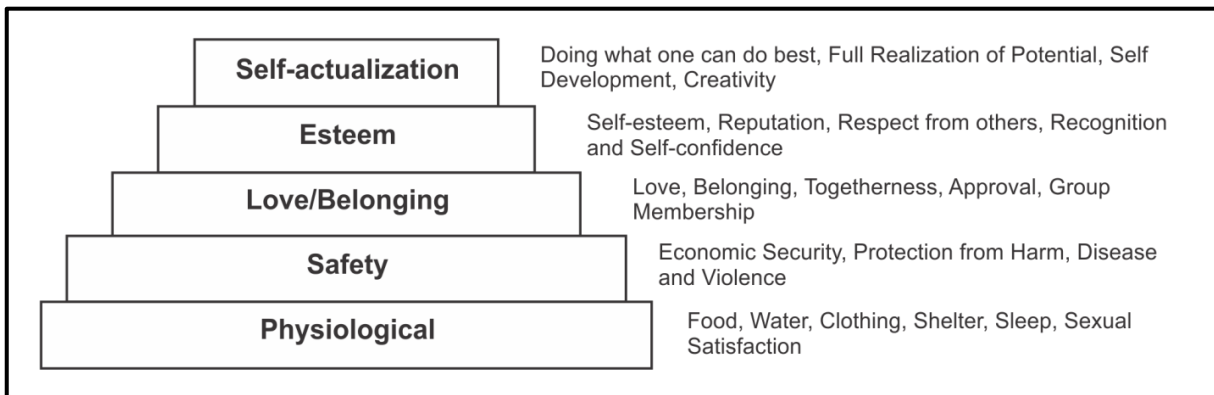 Self-actualization
Doing what one can do best, Full Realization of Potential, Self
Development, Creativity
Esteem
Self-esteem, Reputation, Respect from others, Recognition
and Self-confidence
Love/Belonging
Love, Belonging, Togetherness, Approval, Group
Membership
Safety
Economic Security, Protection from Harm, Disease
and Violence
Physiological
Food, Water, Clothing, Shelter, Sleep, Sexual
Satisfaction